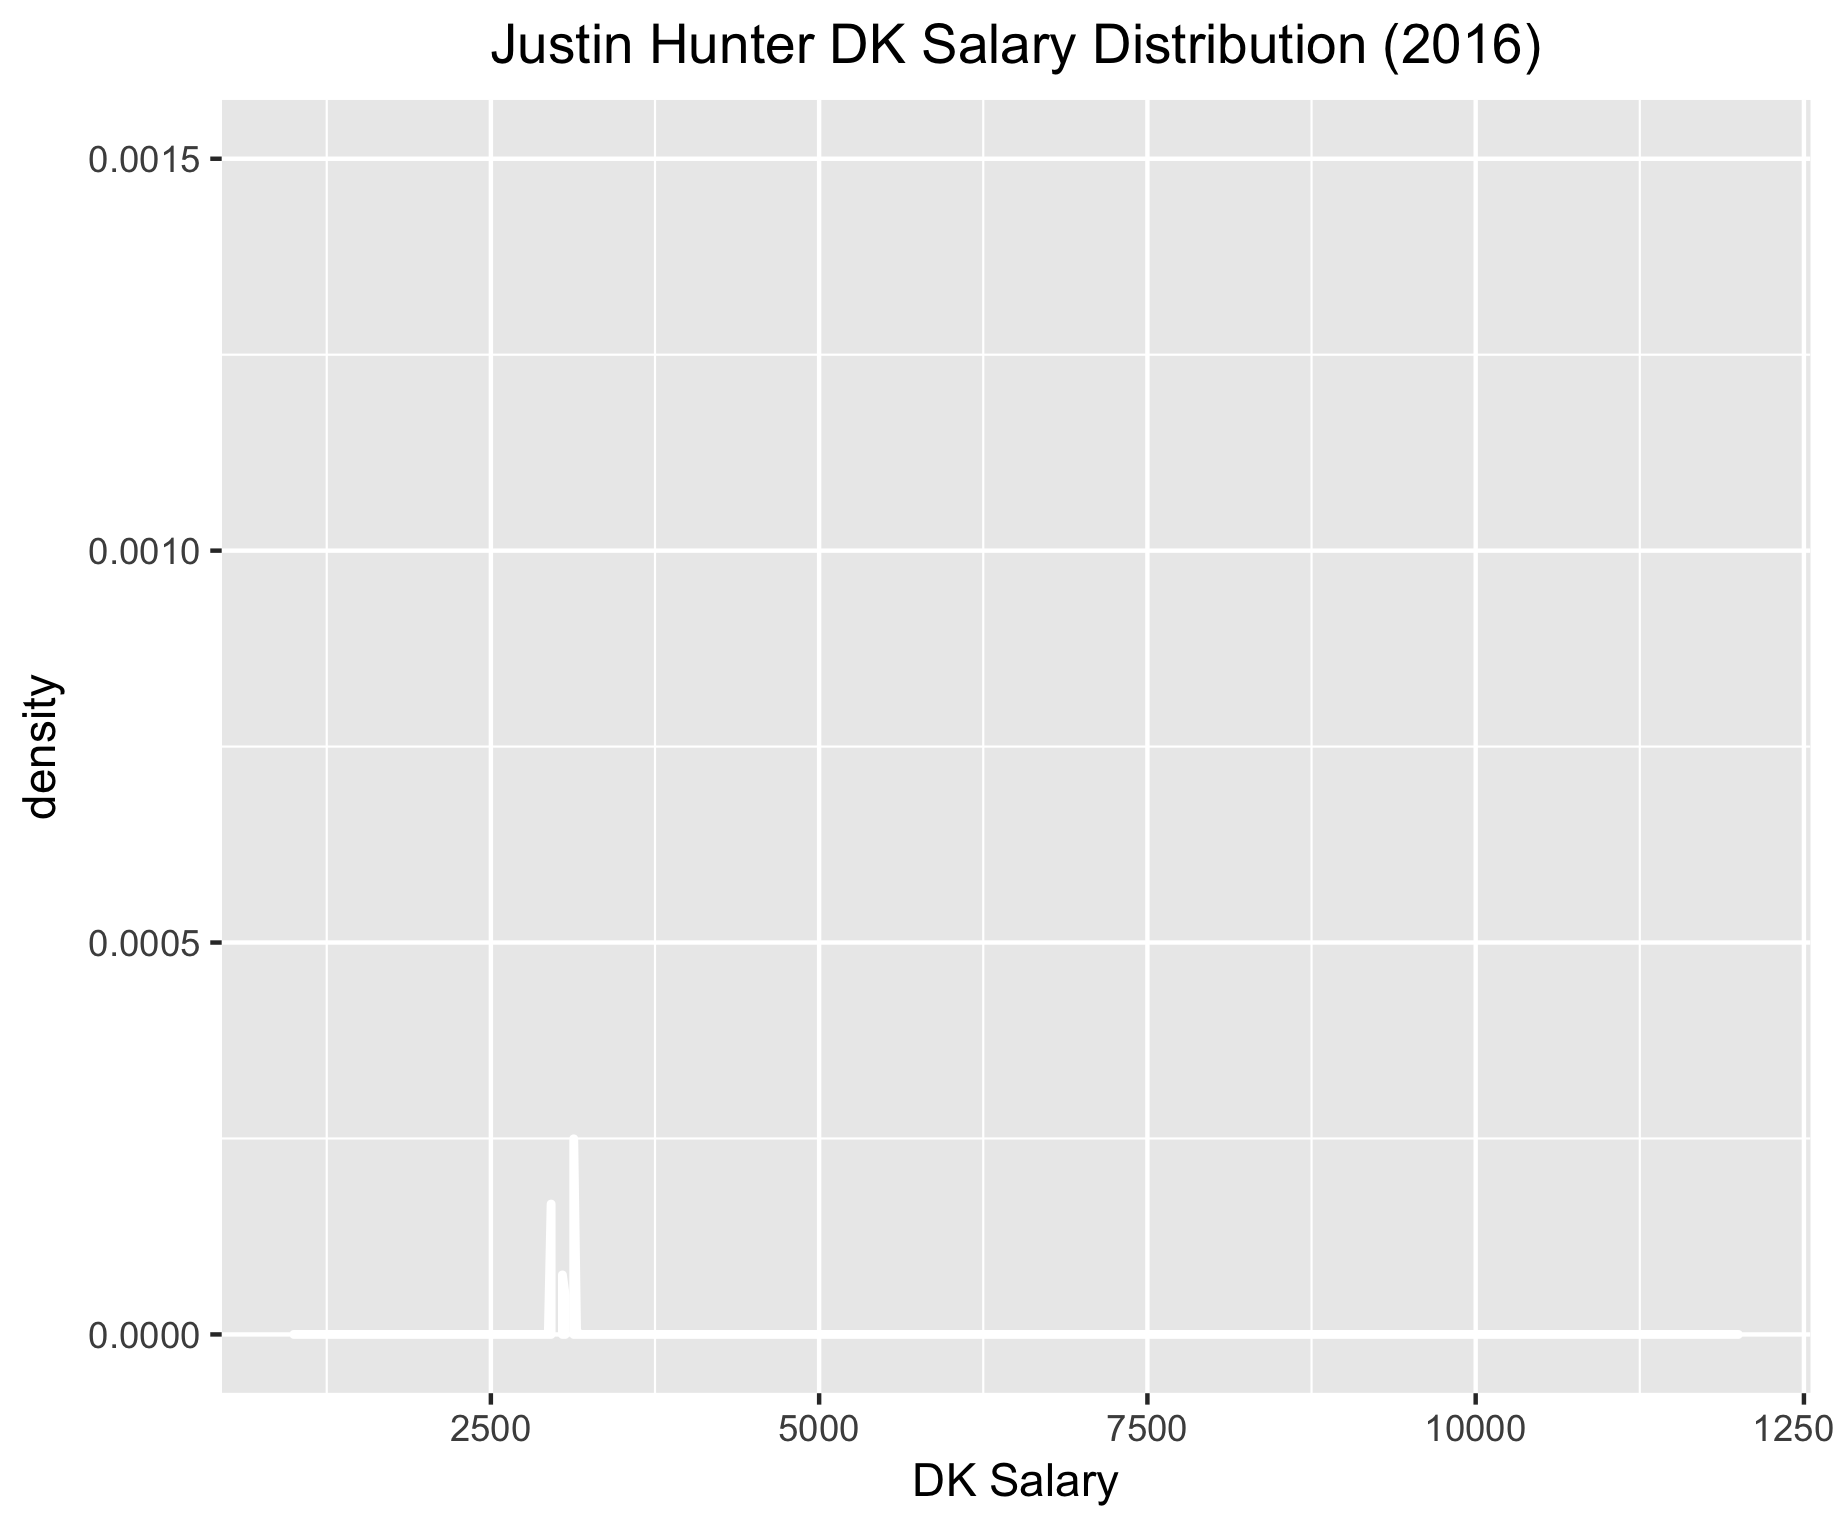 Justin Hunter DK Salary Distribution (2016)
0.0015
0.0010
density
0.0005
0.0000
2500 5000 7500 10000 1250
DK Salary